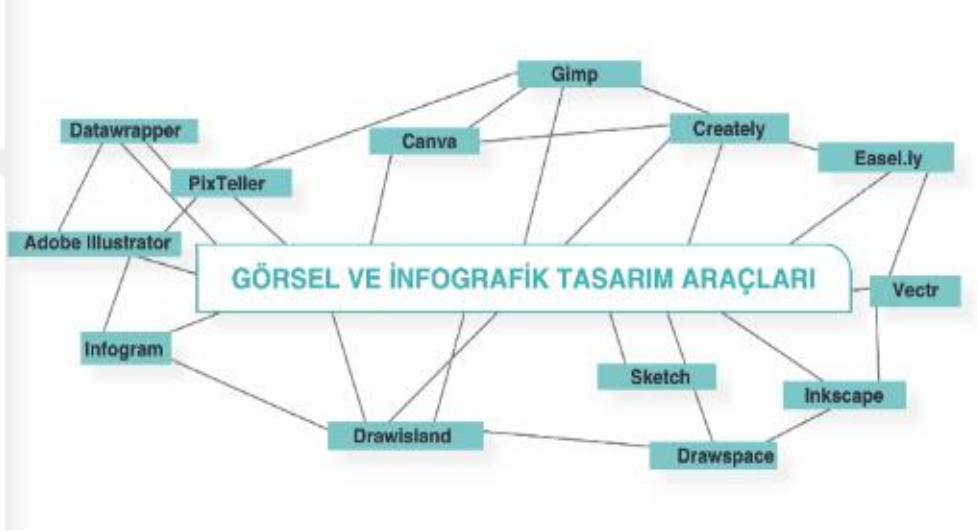 Gimp
Datawrapper
Canva
Creately
Easel.ly
PixTeller
Adobe Illustrator
GÖRSEL VE İNFOGRAFİK TASARIM ARAÇLARI
Vectr
Infogram
Sketch
Inkscape
Drawisland
Drawspace